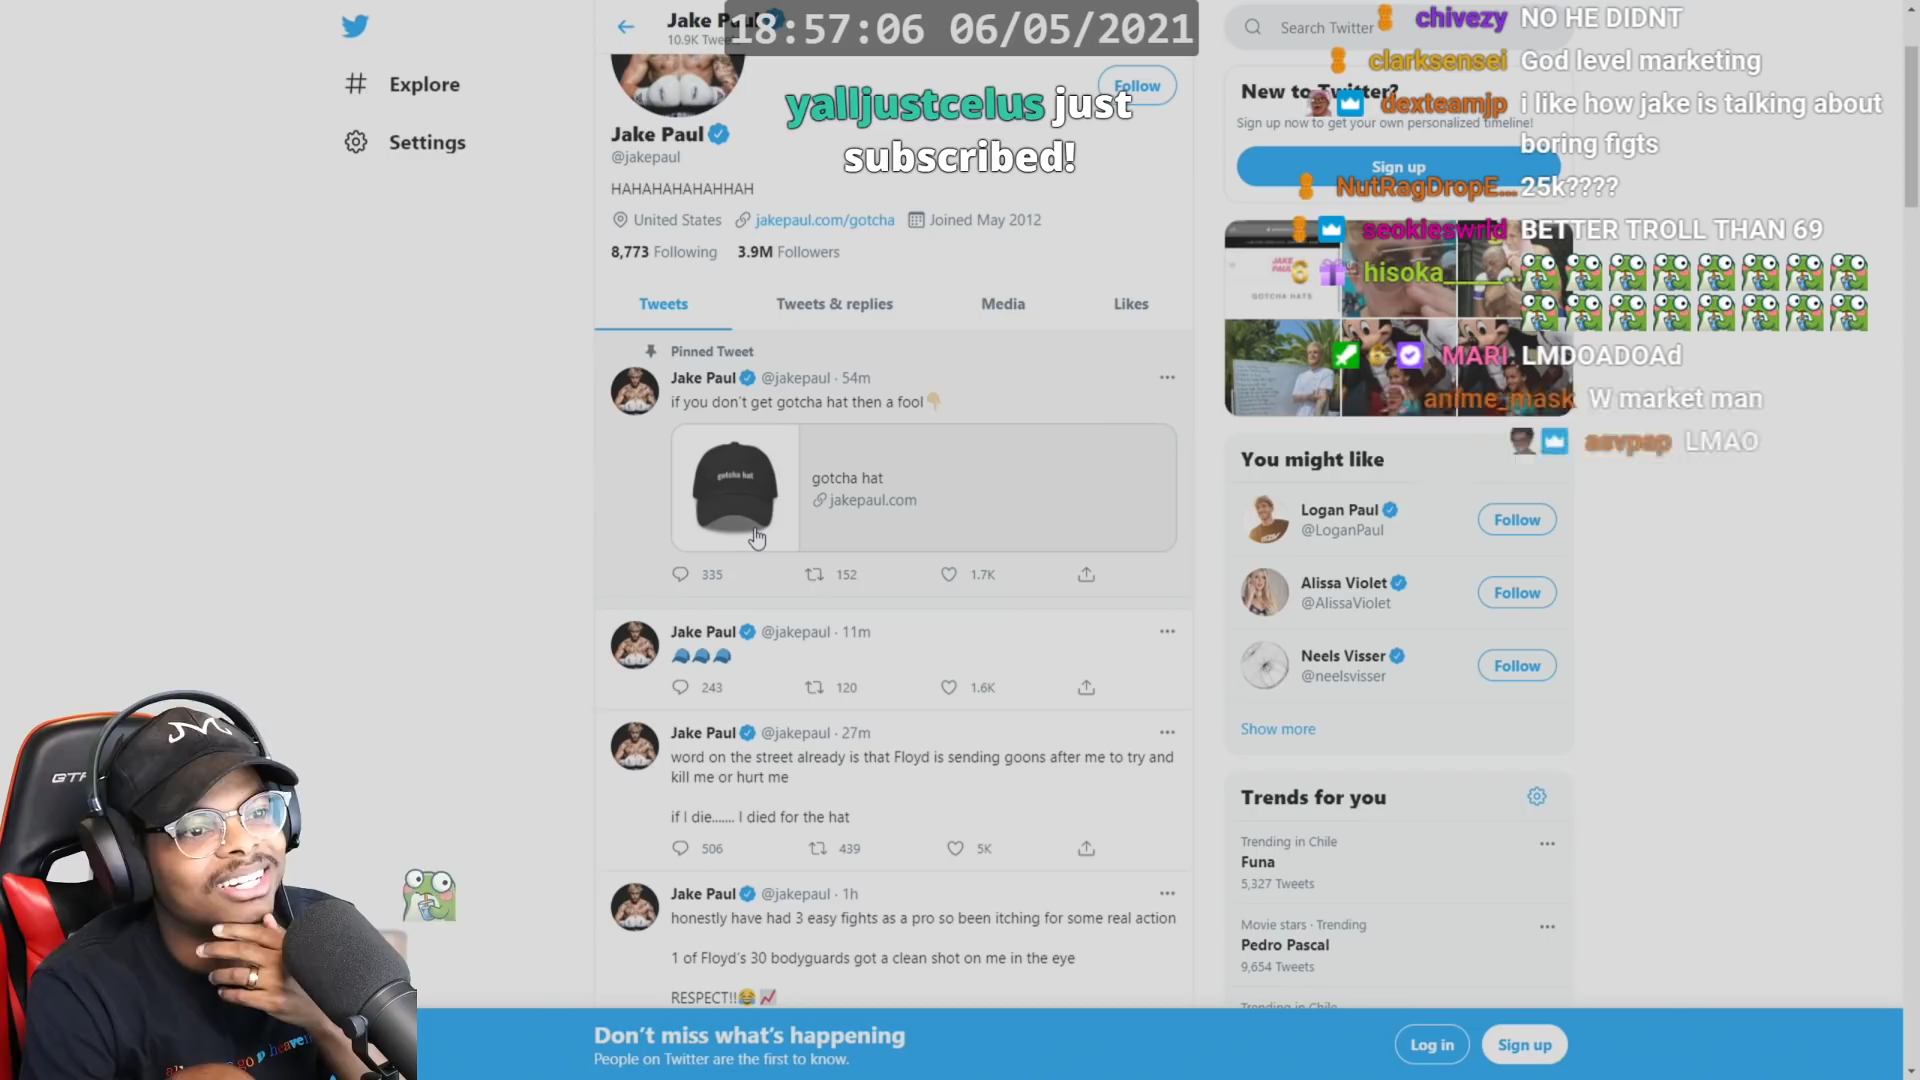 Explore
Settings
Jake
10.9K
18:57:06 06/05/2021
Follow
yalljustcelus just
subscribed!
Jake Paul
@jakepaul
HAHAHAHAHAHHAH
United States jakepaul.com/gotcha Joined May 2012
8,773 Following 3.9M Followers
Tweets Tweets & replies Media Likes
Pinned Tweet
Jake Paul @jakepaul · 54m
if you don't get gotcha hat then a fool
gotcha hat
gotcha hat
jakepaul.com
335 152 1.7K
Jake Paul @jakepaul · 11m
243 120 1.6K
Jake Paul @jakepaul · 27m
word on the street already is that Floyd is sending goons after me to try and
kill me or hurt me
if I die....... I died for the hat
506 439 5K
Jake Paul @jakepaul · 1h
honestly have had 3 easy fights as a pro so been itching for some real action
1 of Floyd's 30 bodyguards got a clean shot on me in the eye
RESPECT!!
Search Twitter
New to Twitter?
Sign up now to get your own personalized timeline!
Sign up
chivezy NO HE DIDNT
clarksensei God level marketing
dexteamjp i like how jake is talking about
boring figts
NutRagDropE... 25k????
seokieswrld BETTER TROLL THAN 69
hisoka_____...
MARI LMDOADOAd
anime_mask W market man
asvpap LMAO
JAKE
PAUL
GOTCHA HATS
You might like
Logan Paul
@LoganPaul
Follow
Alissa Violet
@AlissaViolet
Follow
Neels Visser
@neelsvisser
Follow
Show more
Trends for you
Trending in Chile
Funa
5,327 Tweets
Movie stars · Trending
Pedro Pascal
9,654 Tweets
Trending in Chile
Don't miss what's happening
People on Twitter are the first to know.
Log in Sign up